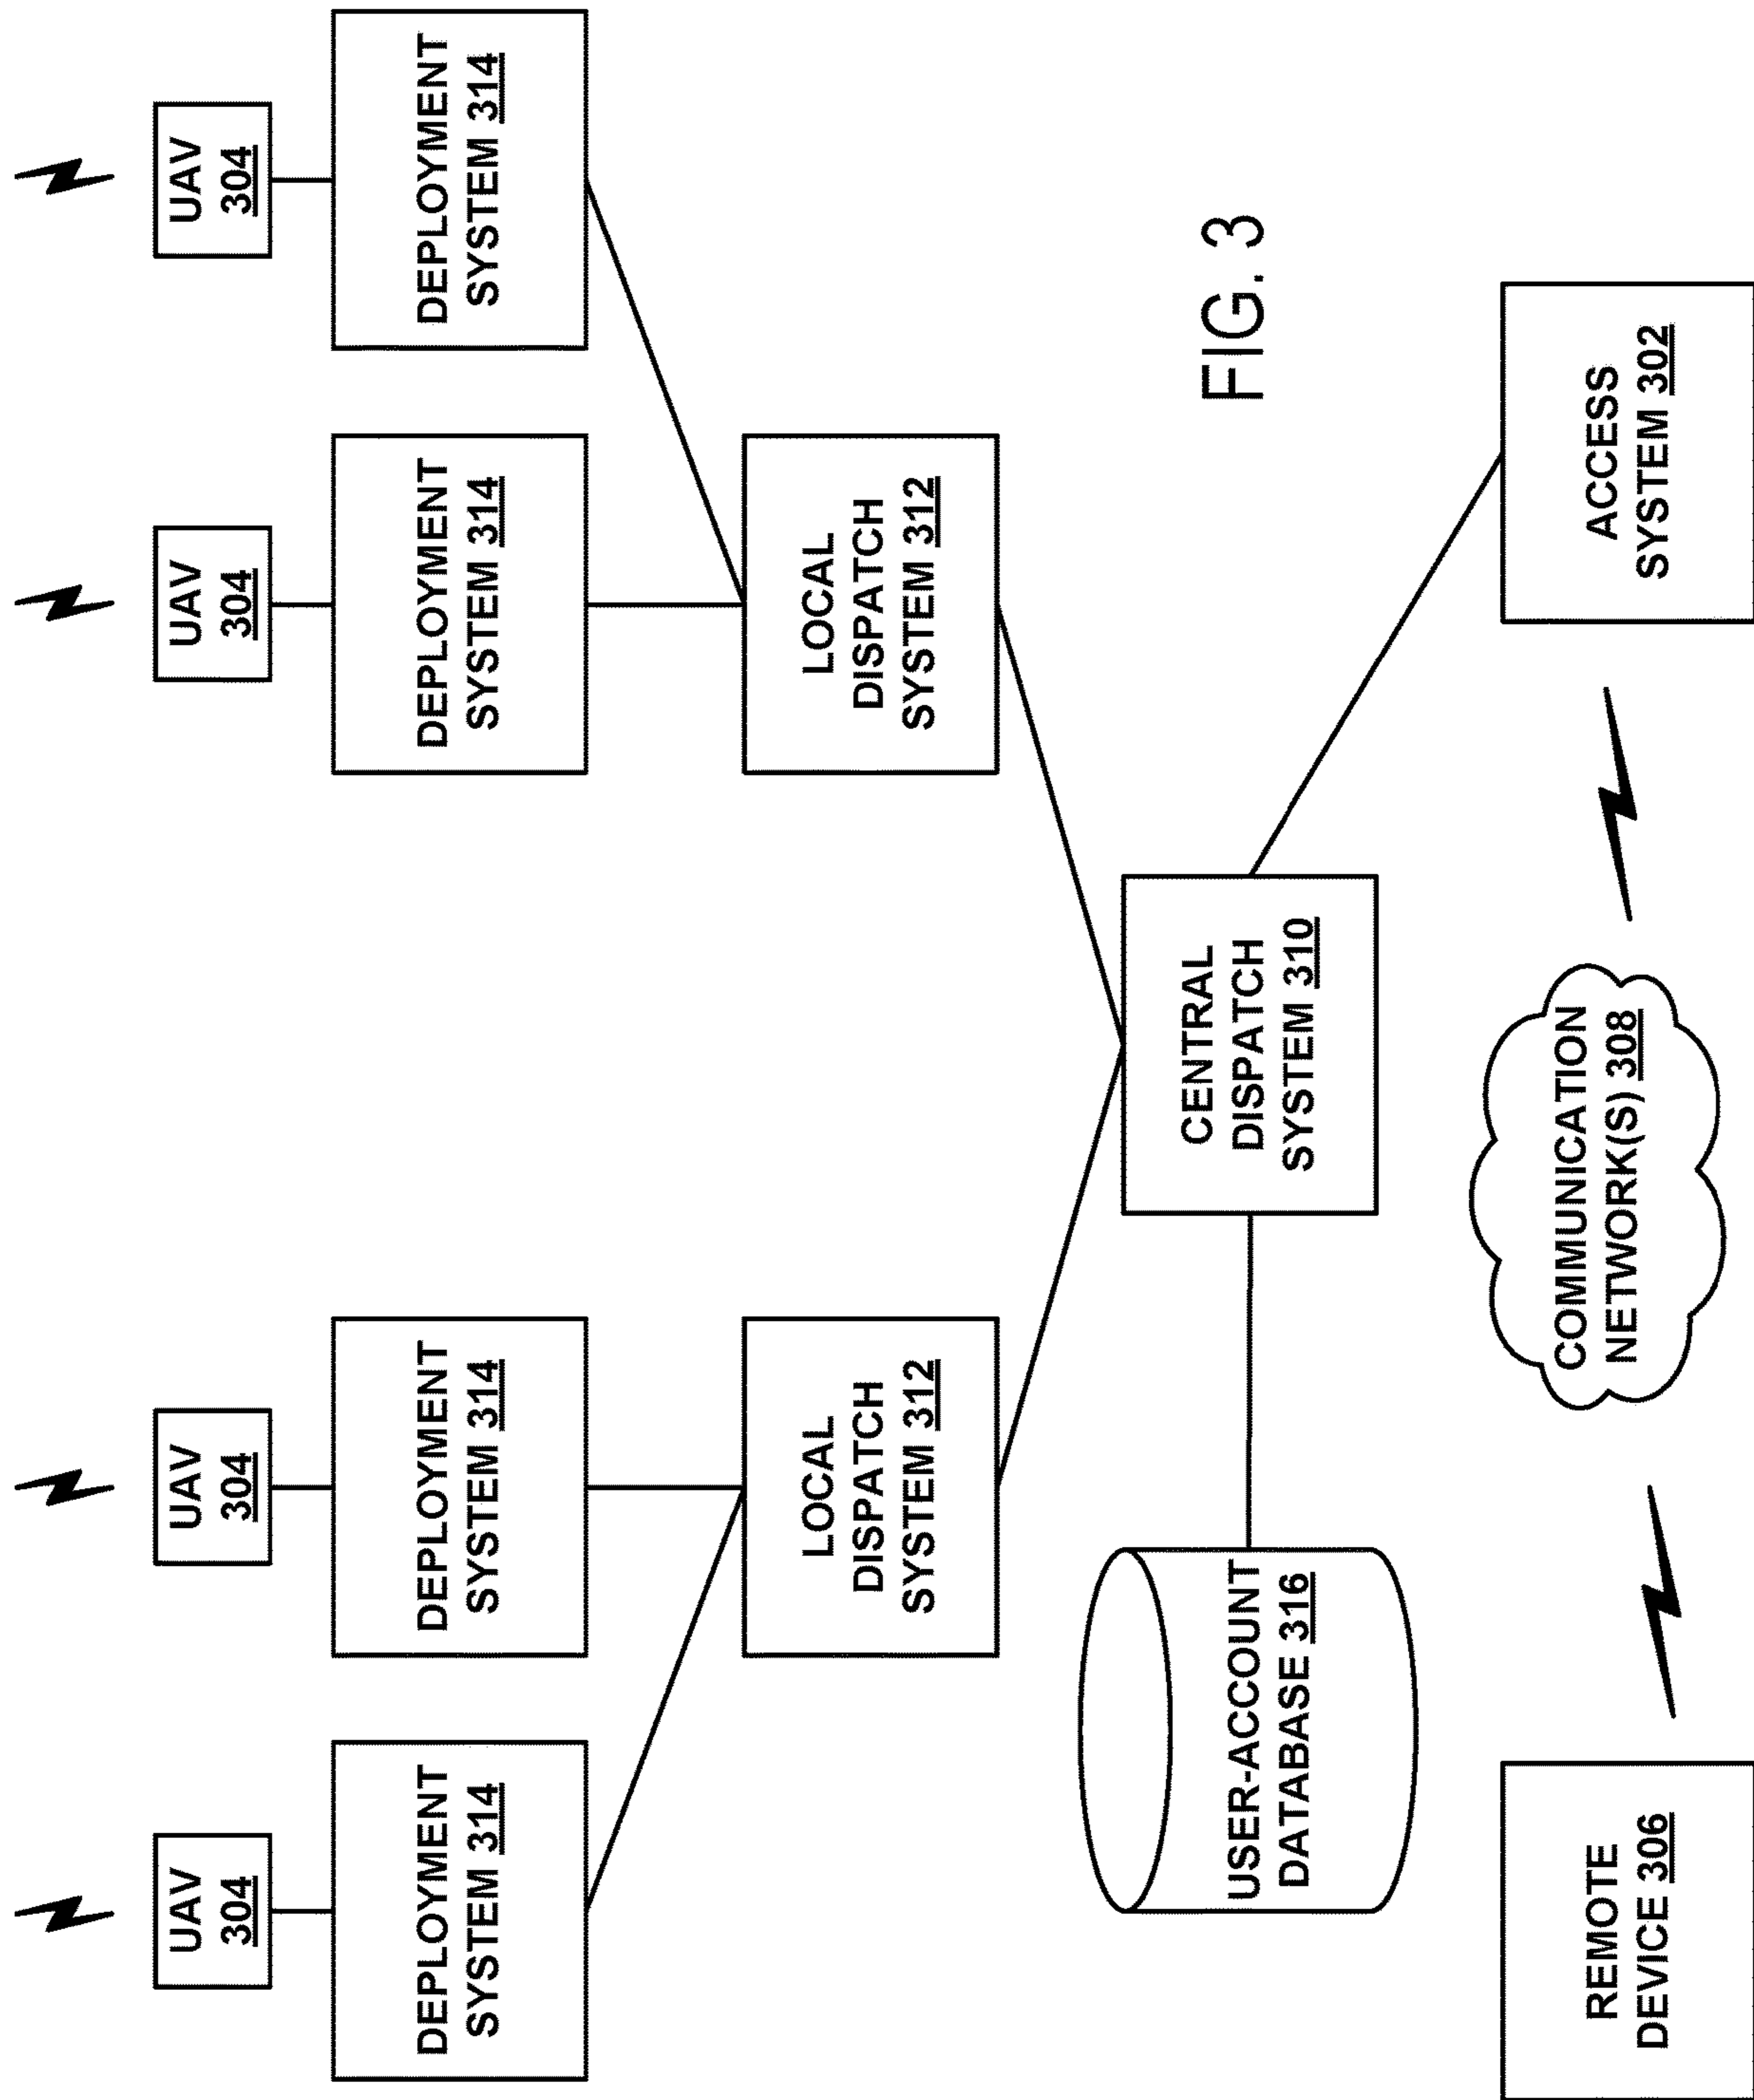 UAV
304
UAV
304
UAV
304
UAV
304
DEPLOYMENT
SYSTEM 314
DEPLOYMENT
SYSTEM 314
DEPLOYMENT
SYSTEM 314
DEPLOYMENT
SYSTEM 314
LOCAL
DISPATCH
SYSTEM 312
LOCAL
DISPATCH
SYSTEM 312
USER-ACCOUNT
DATABASE 316
CENTRAL
DISPATCH
SYSTEM 310
FIG. 3
REMOTE
DEVICE 306
COMMUNICATION
NETWORK(S) 308
ACCESS
SYSTEM 302